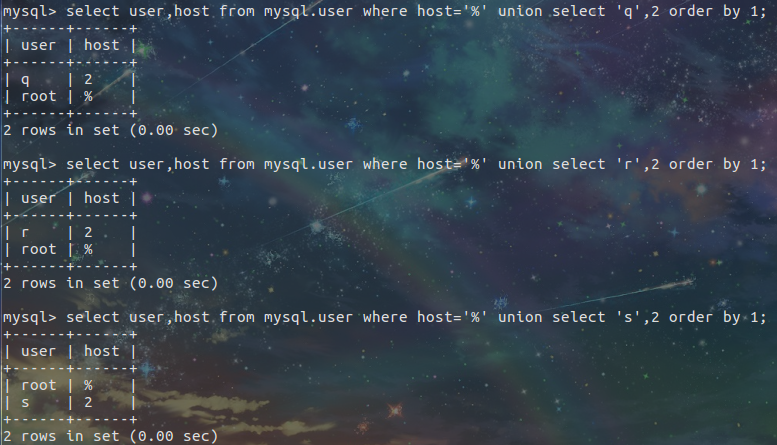 mysql> select user,host from mysql.user where host='%' union select 'q',2 order by 1;
+------+------+
| user | host |
+------+------+
| q    | 2    |
| root | %    |
+------+------+
2 rows in set (0.00 sec)

mysql> select user,host from mysql.user where host='%' union select 'r',2 order by 1;
+------+------+
| user | host |
+------+------+
| r    | 2    |
| root | %    |
+------+------+
2 rows in set (0.00 sec)

mysql> select user,host from mysql.user where host='%' union select 's',2 order by 1;
+------+------+
| user | host |
+------+------+
| root | %    |
| s    | 2    |
+------+------+
2 rows in set (0.00 sec)